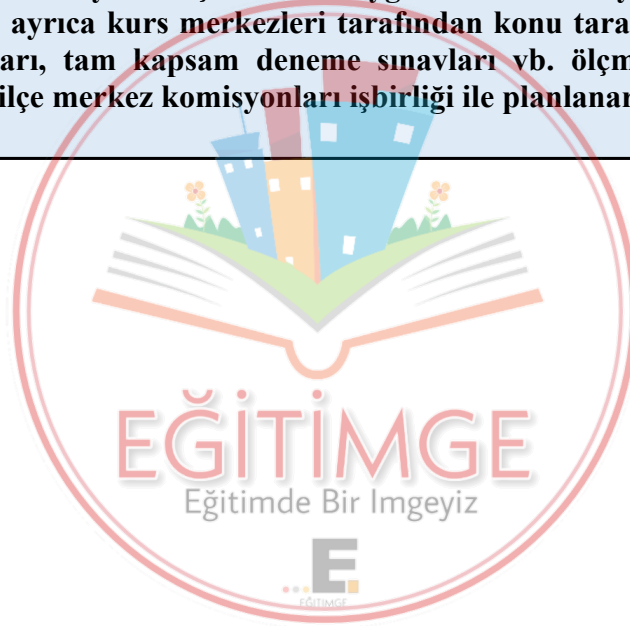 ayrıca kurs merkezleri tarafından konu tara
arı, tam kapsam deneme sınavları vb. ölçm
ilçe merkez komisyonları işbirliği ile planlanar
EĞİTİMGE
Eğitimde Bir Imgeyiz
E
EĞİTİMGE